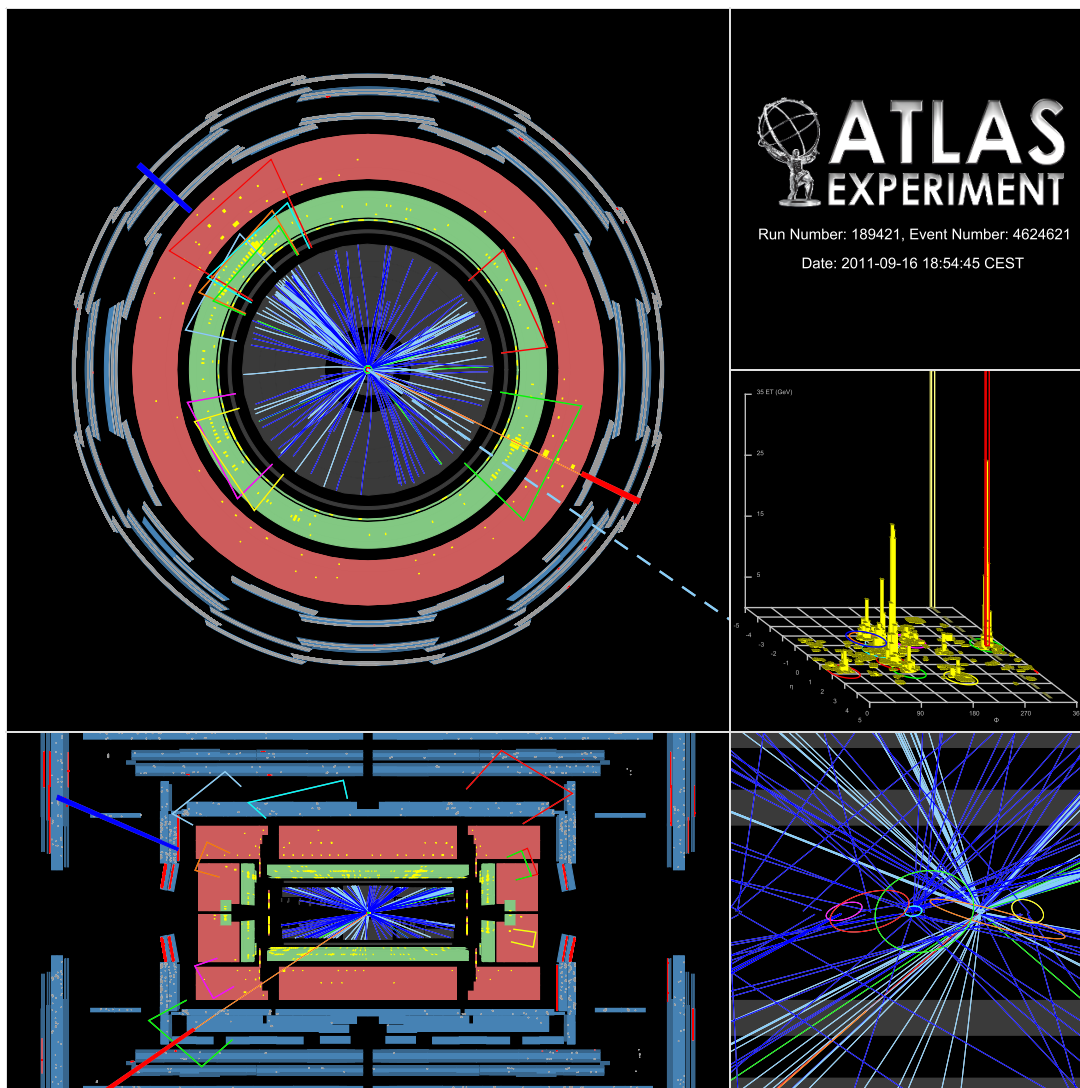 ATLAS
EXPERIMENT
Run Number: 189421, Event Number: 4624621
Date: 2011-09-16 18:54:45 CEST
35 ET (GeV)
25
15
5
-5
-4
-3
-2
-1
0
1
2
3
4
5
η
0
90
180
270
36
Φ